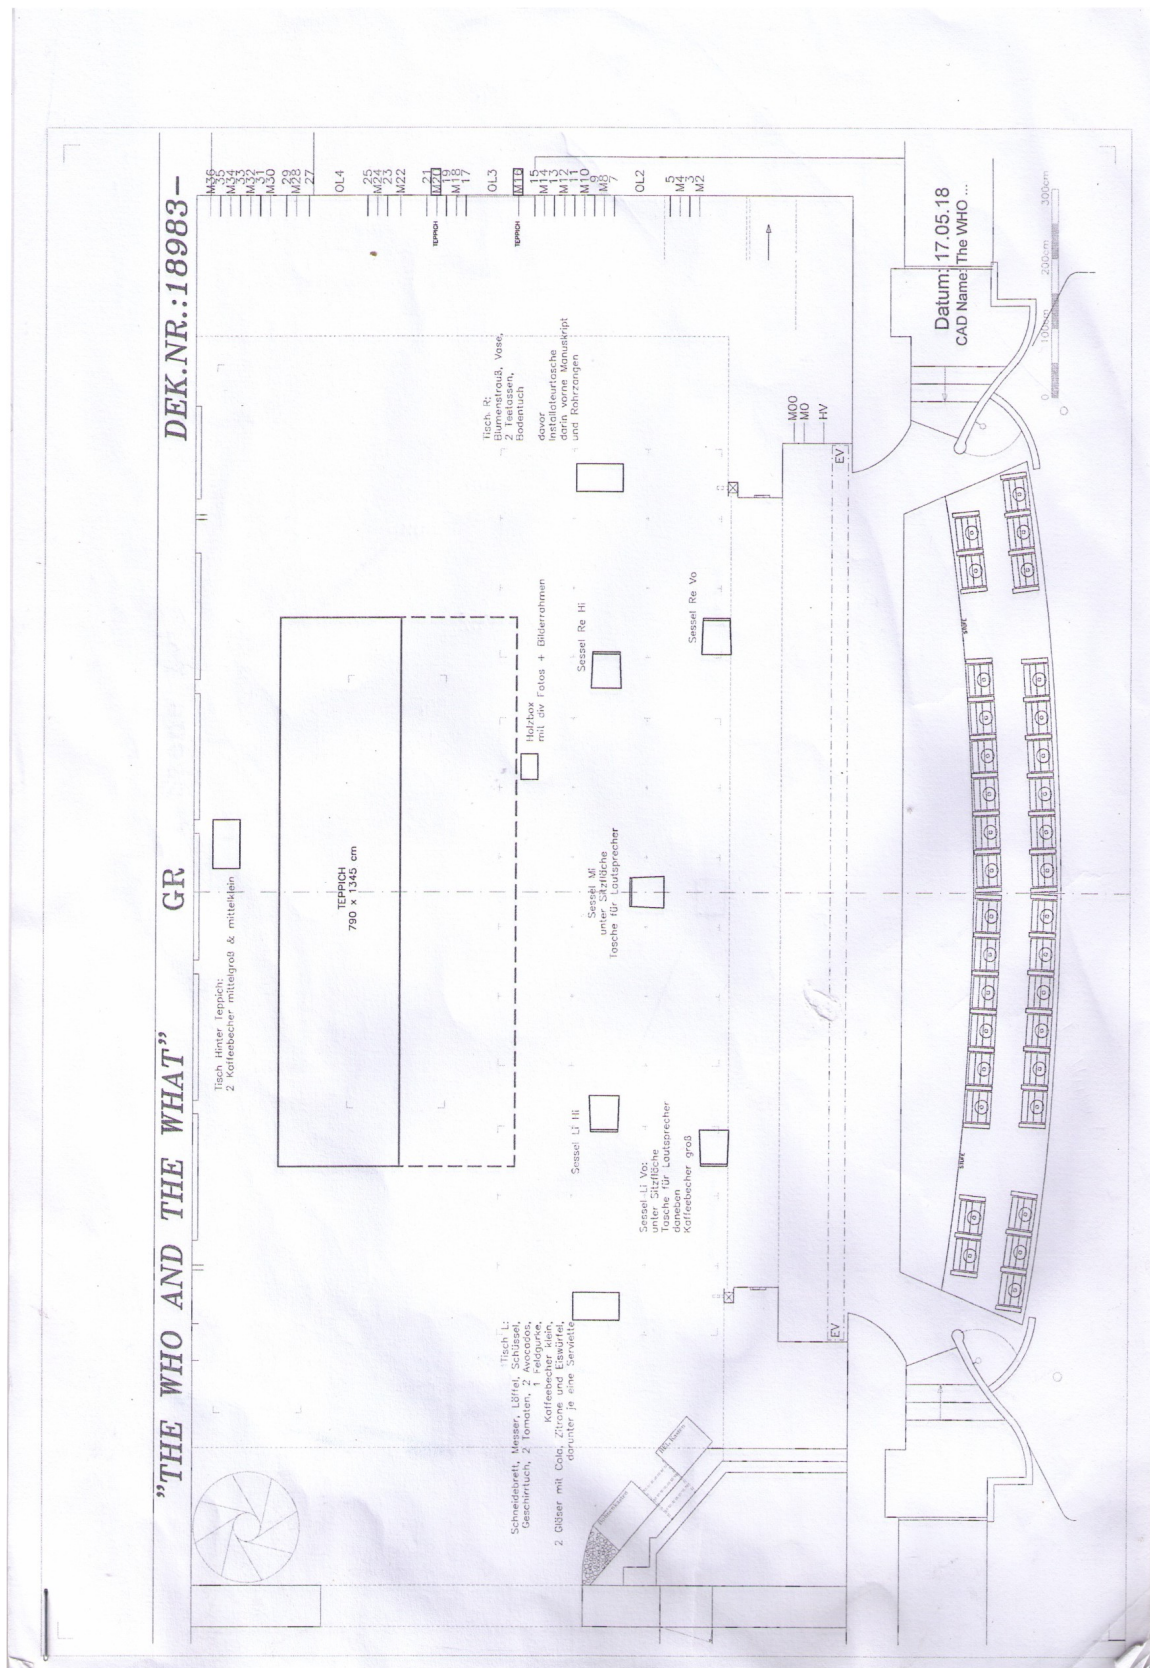 "THE WHO AND THE WHAT" GR DEK.NR.:18983–
Tisch Hinter Teppich:
2 Kaffeebecher mittelgroß & mittelklein
TEPPICH
790 x 1345 cm
M36
35
M34
33
M32
31
M30
29
M28
27
OL4
25
M24
23
M22
21
M20
19
M18
17
OL3
M16
15
M14
13
M12
11
M10
9
M8
7
OL2
5
M4
3
M2
TEPPICH
TEPPICH
Tisch R:
Blumenstrauß, Vase,
2 Teetassen,
Bodentuch
davor
Installateurtasche
darin vorne Manuskript
und Rohrzangen
Holzbox
mit div Fotos + Bilderrahmen
Sessel Re Hi
Sessel Re Vo
Sessel Mi
unter Sitzfläche
Tasche für Lautsprecher
Sessel Li Hi
Sessel Li Vo:
unter Sitzfläche
Tasche für Lautsprecher
daneben
Kaffeebecher groß
Tisch L:
Schneidebrett, Messer, Löffel, Schüssel,
Geschirrtuch, 2 Tomaten, 2 Avocados,
1 Feldgurke,
Kaffeebecher klein,
2 Gläser mit Cola, Zitrone und Eiswürfel,
darunter je eine Serviette
M00
M0
HV
EV
EV
STUFE
STUFE
Datum: 17.05.18
CAD Name: The WHO...
0 100cm 200cm 300cm